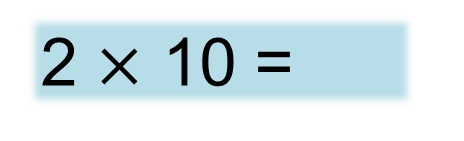 2 × 10 =